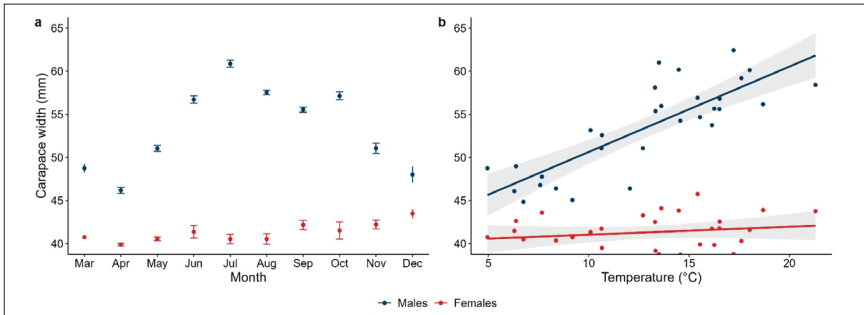 a
b
65
60
55
50
45
40
Carapace width (mm)
Mar Apr May Jun Jul Aug Sep Oct Nov Dec
Month
65
60
55
50
45
40
5 10 15 20
Temperature (°C)
Males Females